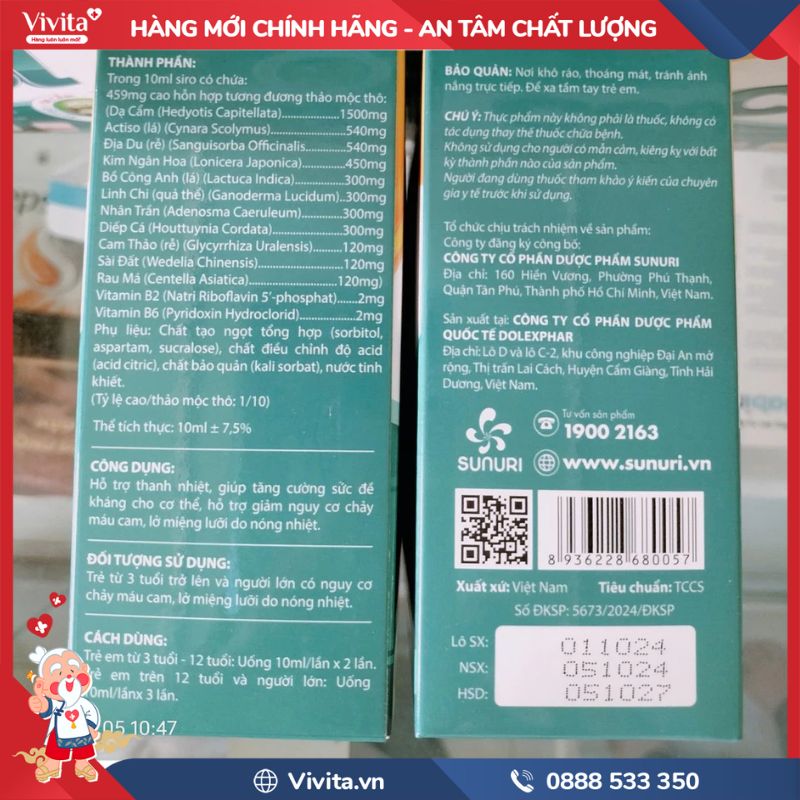 Vivita
Hàng luôn luôn mới!
HÀNG MỚI CHÍNH HÃNG - AN TÂM CHẤT LƯỢNG
THÀNH PHẦN:
Trong 10ml siro có chứa:
459mg cao hỗn hợp tương đương thảo mộc thô:
(Dạ Cẩm (Hedyotis Capitellata)....................1500mg
Actiso (lá) (Cynara Scolymus).......................540mg
Địa Du (rễ) (Sanguisorba Officinalis..............540mg
Kim Ngân Hoa (Lonicera Japonica)..............450mg
Bồ Công Anh (lá) (Lactuca Indica)................300mg
Linh Chi (quả thể) (Ganoderma Lucidum)..300mg
Nhân Trần (Adenosma Caeruleum)..............300mg
Diếp Cá (Houttuynia Cordata)......................300mg
Cam Thảo (rễ) (Glycyrrhiza Uralensis)..........120mg
Sài Đất (Wedelia Chinensis)..........................120mg
Rau Má (Centella Asiatica)...........................120mg)
Vitamin B2 (Natri Riboflavin 5'-phosphat)......2mg
Vitamin B6 (Pyridoxin Hydroclorid)................2mg
Phụ liệu: Chất tạo ngọt tổng hợp (sorbitol,
aspartam, sucralose), chất điều chỉnh độ acid
(acid citric), chất bảo quản (kali sorbat), nước tinh
khiết.
(Tỷ lệ cao/thảo mộc thô: 1/10)
Thể tích thực: 10ml ± 7,5%
CÔNG DỤNG:
Hỗ trợ thanh nhiệt, giúp tăng cường sức đề
kháng cho cơ thể, hỗ trợ giảm nguy cơ chảy
máu cam, lở miệng lưỡi do nóng nhiệt.
ĐỐI TƯỢNG SỬ DỤNG:
Trẻ từ 3 tuổi trở lên và người lớn có nguy cơ
chảy máu cam, lở miệng lưỡi do nóng nhiệt.
CÁCH DÙNG:
Trẻ em từ 3 tuổi - 12 tuổi: Uống 10ml/lần x 2 lần.
Trẻ em trên 12 tuổi và người lớn: Uống
0ml/lầnx 3 lần.
05 10:47
BẢO QUẢN: Nơi khô ráo, thoáng mát, tránh ánh
nắng trực tiếp. Để xa tầm tay trẻ em.
CHÚ Ý: Thực phẩm này không phải là thuốc, không có
tác dụng thay thế thuốc chữa bệnh.
Không sử dụng cho người có mẫn cảm, kiêng kỵ với bất
kỳ thành phần nào của sản phẩm.
Người đang dùng thuốc tham khảo ý kiến của chuyên
gia y tế trước khi sử dụng.
Tổ chức chịu trách nhiệm về sản phẩm:
Công ty đăng ký công bố:
CÔNG TY CỔ PHẦN DƯỢC PHẨM SUNURI
Địa chỉ: 160 Hiền Vương, Phường Phú Thạnh,
Quận Tân Phú, Thành phố Hồ Chí Minh, Việt Nam.
Sản xuất tại: CÔNG TY CỔ PHẦN DƯỢC PHẨM
QUỐC TẾ DOLEXPHAR
Địa chỉ: Lô D và lô C-2, khu công nghiệp Đại An mở
rộng, Thị trấn Lai Cách, Huyện Cẩm Giàng, Tỉnh Hải
Dương, Việt Nam.
SUNURI
Tư vấn sản phẩm
1900 2163
www.sunuri.vn
8 936228 680057
Xuất xứ: Việt Nam Tiêu chuẩn: TCCS
Số ĐKSP: 5673/2024/ĐKSP
Lô SX: 011024
NSX: 051024
HSD: 051027
Vivita.vn
0888 533 350